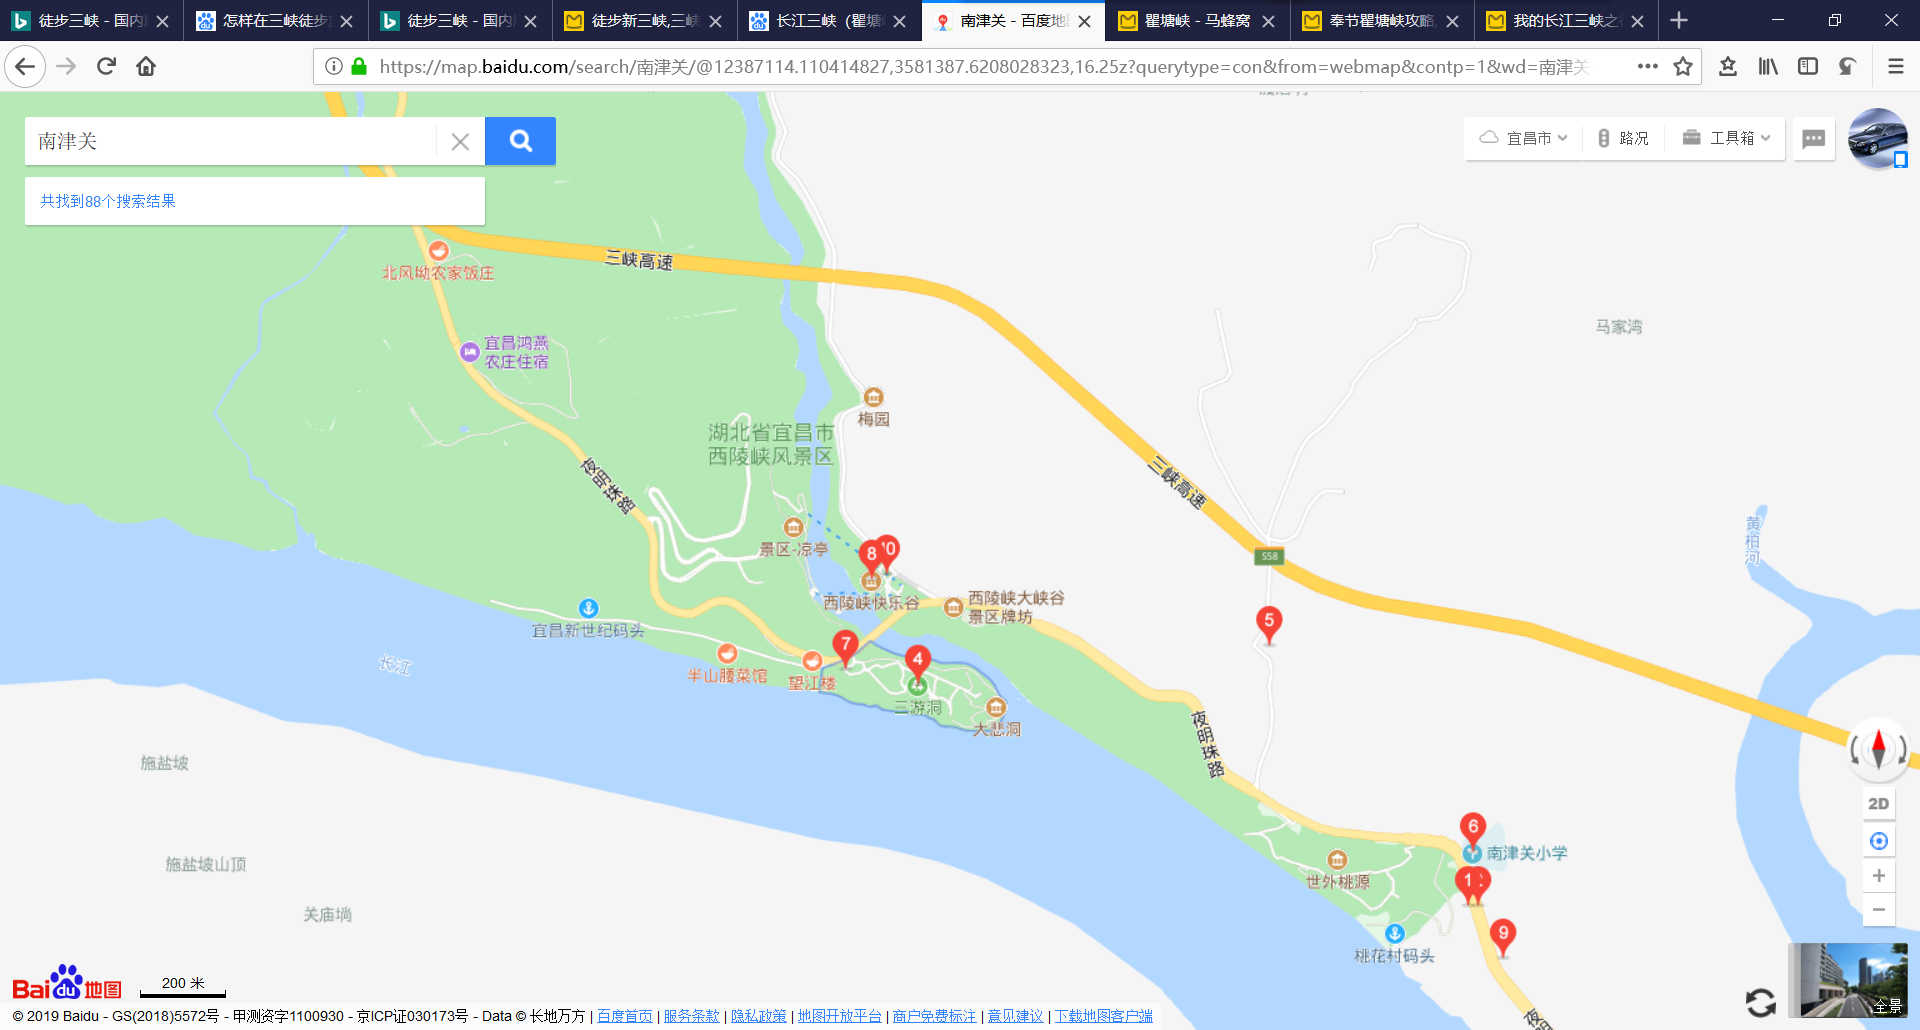 徒步三峡 - 国内
怎样在三峡徒步
徒步三峡 - 国内
徒步新三峡,三峡
长江三峡（瞿塘
南津关 - 百度地
瞿塘峡 - 马蜂窝
奉节瞿塘峡攻略
我的长江三峡之
https://map.baidu.com/search/南津关/@12387114.110414827,3581387.6208028323,16.25z?querytype=con&from=webmap&contp=1&wd=南津关
南津关
宜昌市
路况
工具箱
共找到88个搜索结果
北风坳农家饭庄
三峡高速
马家湾
宜昌鸿燕
农庄住宿
梅园
湖北省宜昌市
西陵峡风景区
夜明珠路
三峡高速
黄柏河
景区-凉亭
8
0
S58
西陵峡快乐谷
西陵峡大峡谷
景区牌坊
5
宜昌新世纪码头
7
4
长江
半山腰菜馆
望江楼
三游洞
大悲洞
夜明珠路
施盐坡
2D
6
南津关小学
施盐坡山顶
世外桃源
1
关庙垴
9
桃花村码头
Bai du 地图
200 米
全景
夜
© 2019 Baidu - GS(2018)5572号 - 甲测资字1100930 - 京ICP证030173号 - Data © 长地万方 | 百度首页 | 服务条款 | 隐私政策 | 地图开放平台 | 商户免费标注 | 意见建议 | 下载地图客户端